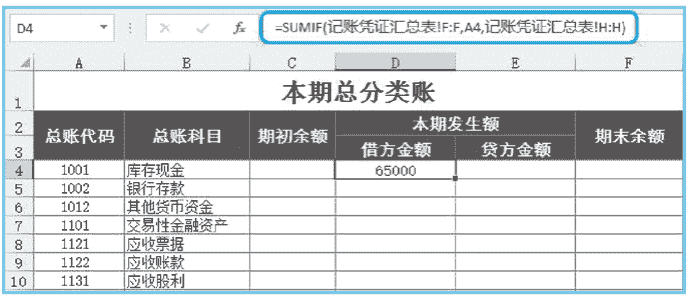 D4 fx =SUMIF(记账凭证汇总表!F:F,A4,记账凭证汇总表!H:H)
A B C D E F
1 本期总分类账
2 总账代码 总账科目 期初余额 本期发生额 期末余额
3 借方金额 贷方金额
4 1001 库存现金 65000
5 1002 银行存款
6 1012 其他货币资金
7 1101 交易性金融资产
8 1121 应收票据
9 1122 应收账款
10 1131 应收股利